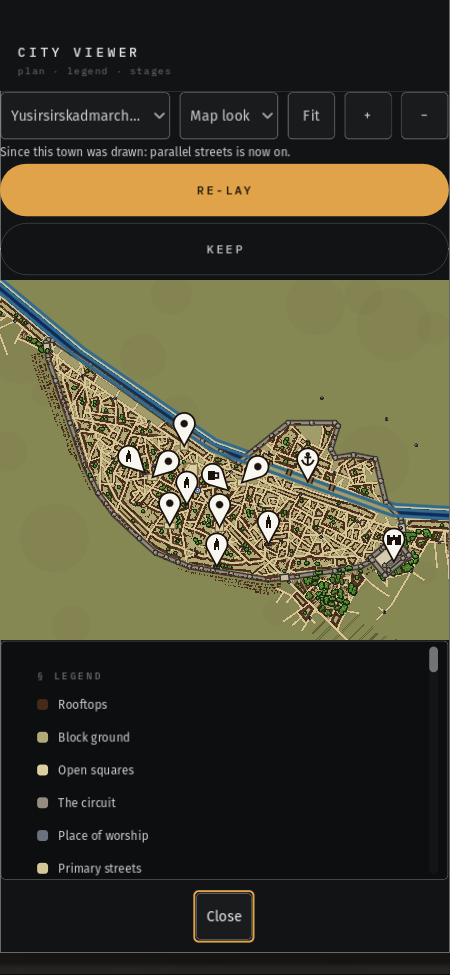 CITY VIEWER
plan · legend · stages
Yusirsirskadmarch... Map look Fit + −
Since this town was drawn: parallel streets is now on.
RE-LAY
KEEP
§ LEGEND
Rooftops
Block ground
Open squares
The circuit
Place of worship
Primary streets
Close